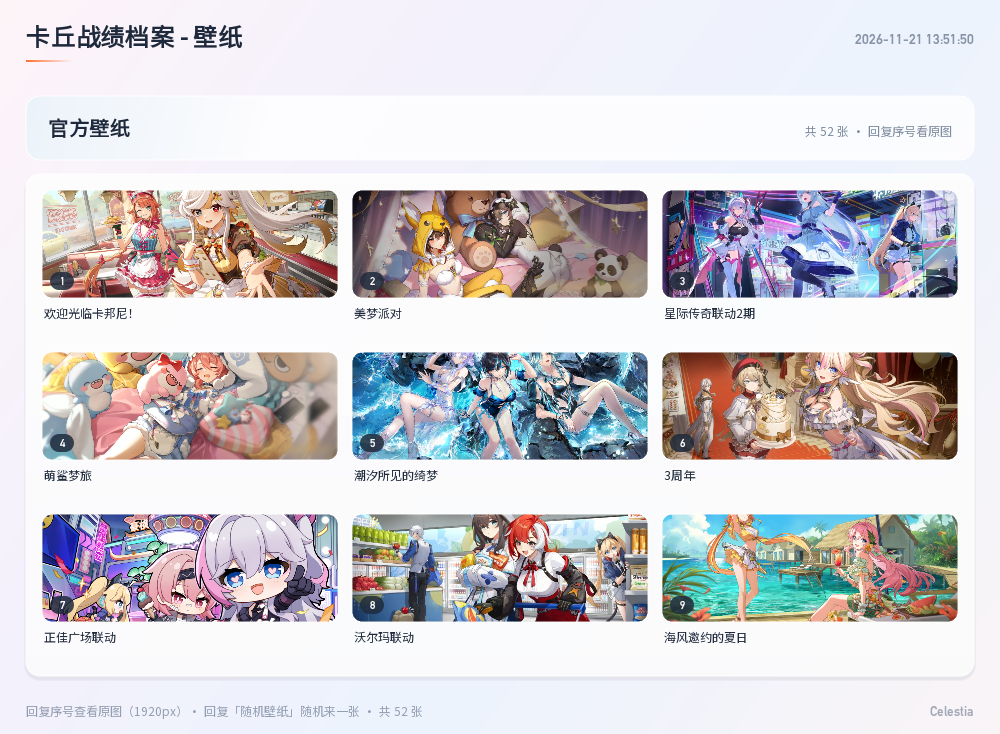 卡丘战绩档案 - 壁纸
2026-11-21 13:51:50
官方壁纸
共 52 张 • 回复序号看原图
1
2
3
欢迎光临卡邦尼！
美梦派对
星际传奇联动2期
4
5
6
萌鲨梦旅
潮汐所见的绮梦
3周年
7
8
9
正佳广场联动
沃尔玛联动
海风邀约的夏日
回复序号查看原图（1920px） • 回复「随机壁纸」随机来一张 • 共 52 张
Celestia